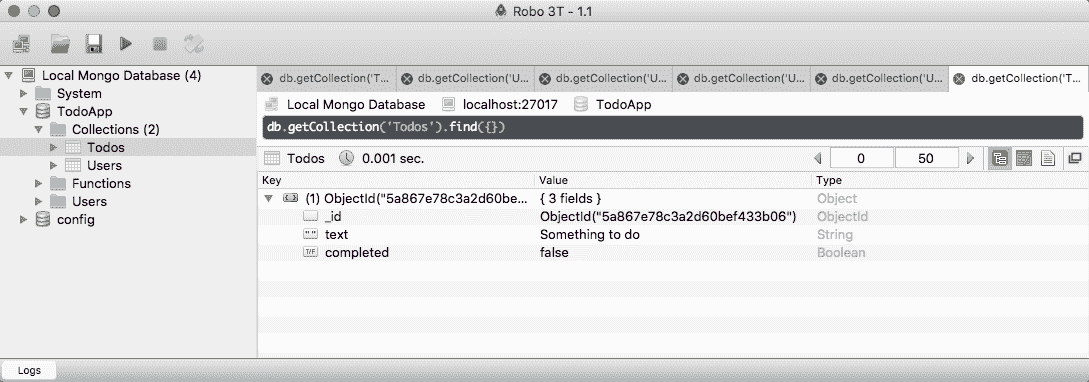 Robo 3T - 1.1
Local Mongo Database (4)
System
TodoApp
Collections (2)
Todos
Users
Functions
Users
config
db.getCollection('T... db.getCollection('U... db.getCollection('U... db.getCollection('U... db.getCollection('U... db.getCollection('T...
Local Mongo Database localhost:27017 TodoApp
db.getCollection('Todos').find({})
Todos 0.001 sec. 0 50
Key Value Type
(1) ObjectId("5a867e78c3a2d60be... { 3 fields } Object
_id ObjectId("5a867e78c3a2d60bef433b06") ObjectId
" " text Something to do String
T/F completed false Boolean
Logs